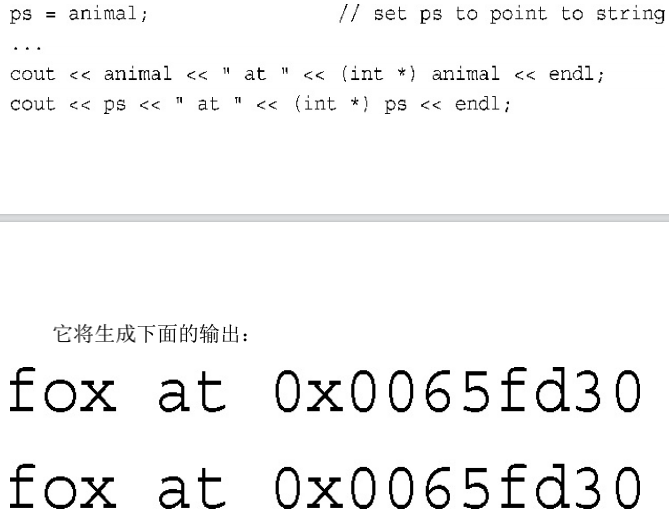 ps = animal;                // set ps to point to string
...
cout << animal << " at " << (int *) animal << endl;
cout << ps << " at " << (int *) ps << endl;
它将生成下面的输出：
fox at 0x0065fd30
fox at 0x0065fd30